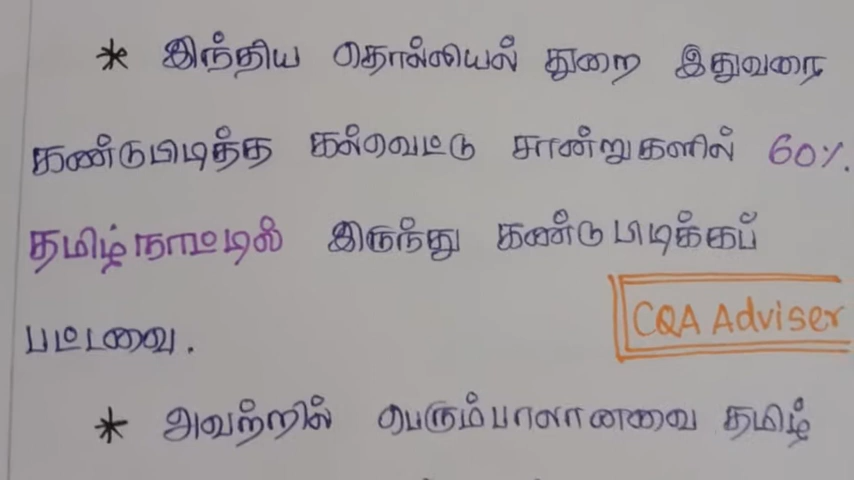 * இந்திய தொல்லியல் துறை இதுவரை
கண்டுபிடித்த கல்வெட்டு சான்றுகளில் 60%.
தமிழ்நாட்டில் இருந்து கண்டுபிடிக்கப்
பட்டவை.
CQA Adviser
* அவற்றில் பெரும்பாலானவை தமிழ்